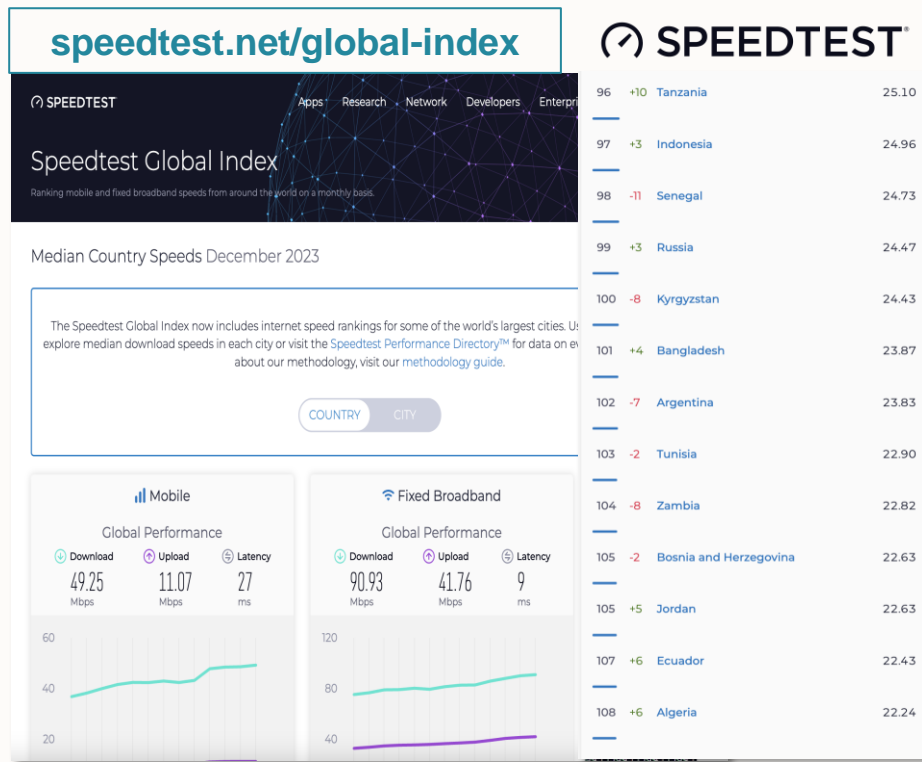 speedtest.net/global-index
SPEEDTEST
SPEEDTEST
Apps Research Network Developers Enterpri
Speedtest Global Index
Ranking mobile and fixed broadband speeds from around the world on a monthly basis.
Median Country Speeds December 2023
The Speedtest Global Index now includes internet speed rankings for some of the world's largest cities. Us
explore median download speeds in each city or visit the Speedtest Performance Directory™ for data on ev
about our methodology, visit our methodology guide.
COUNTRY CITY
Mobile
Global Performance
Download Upload Latency
49.25 11.07 27
Mbps Mbps ms
60
40
20
Fixed Broadband
Global Performance
Download Upload Latency
90.93 41.76 9
Mbps Mbps ms
120
80
40
96 +10 Tanzania 25.10
97 +3 Indonesia 24.96
98 -11 Senegal 24.73
99 +3 Russia 24.47
100 -8 Kyrgyzstan 24.43
101 +4 Bangladesh 23.87
102 -7 Argentina 23.83
103 -2 Tunisia 22.90
104 -8 Zambia 22.82
105 -2 Bosnia and Herzegovina 22.63
105 +5 Jordan 22.63
107 +6 Ecuador 22.43
108 +6 Algeria 22.24